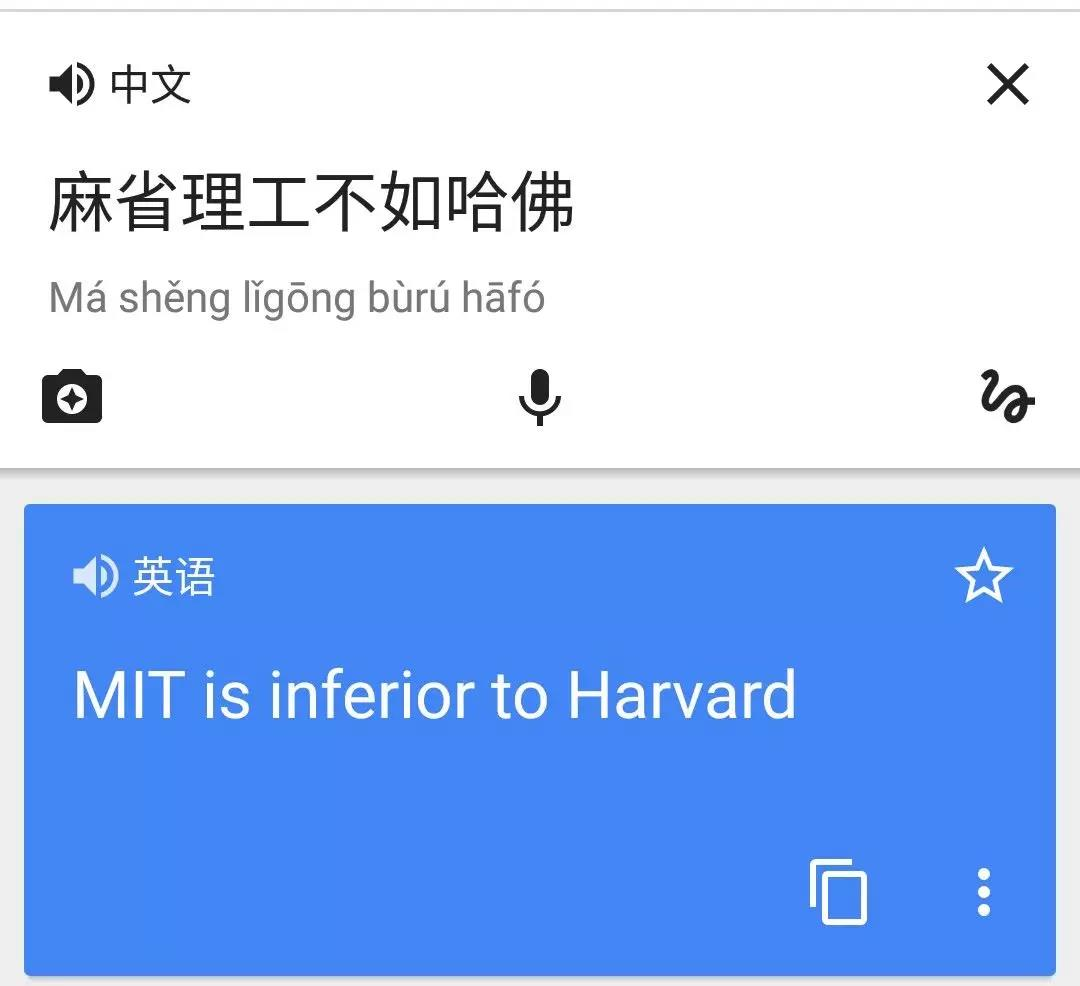 中文
麻省理工不如哈佛
Má shěng lǐgōng bùrú hāfó
英语
MIT is inferior to Harvard